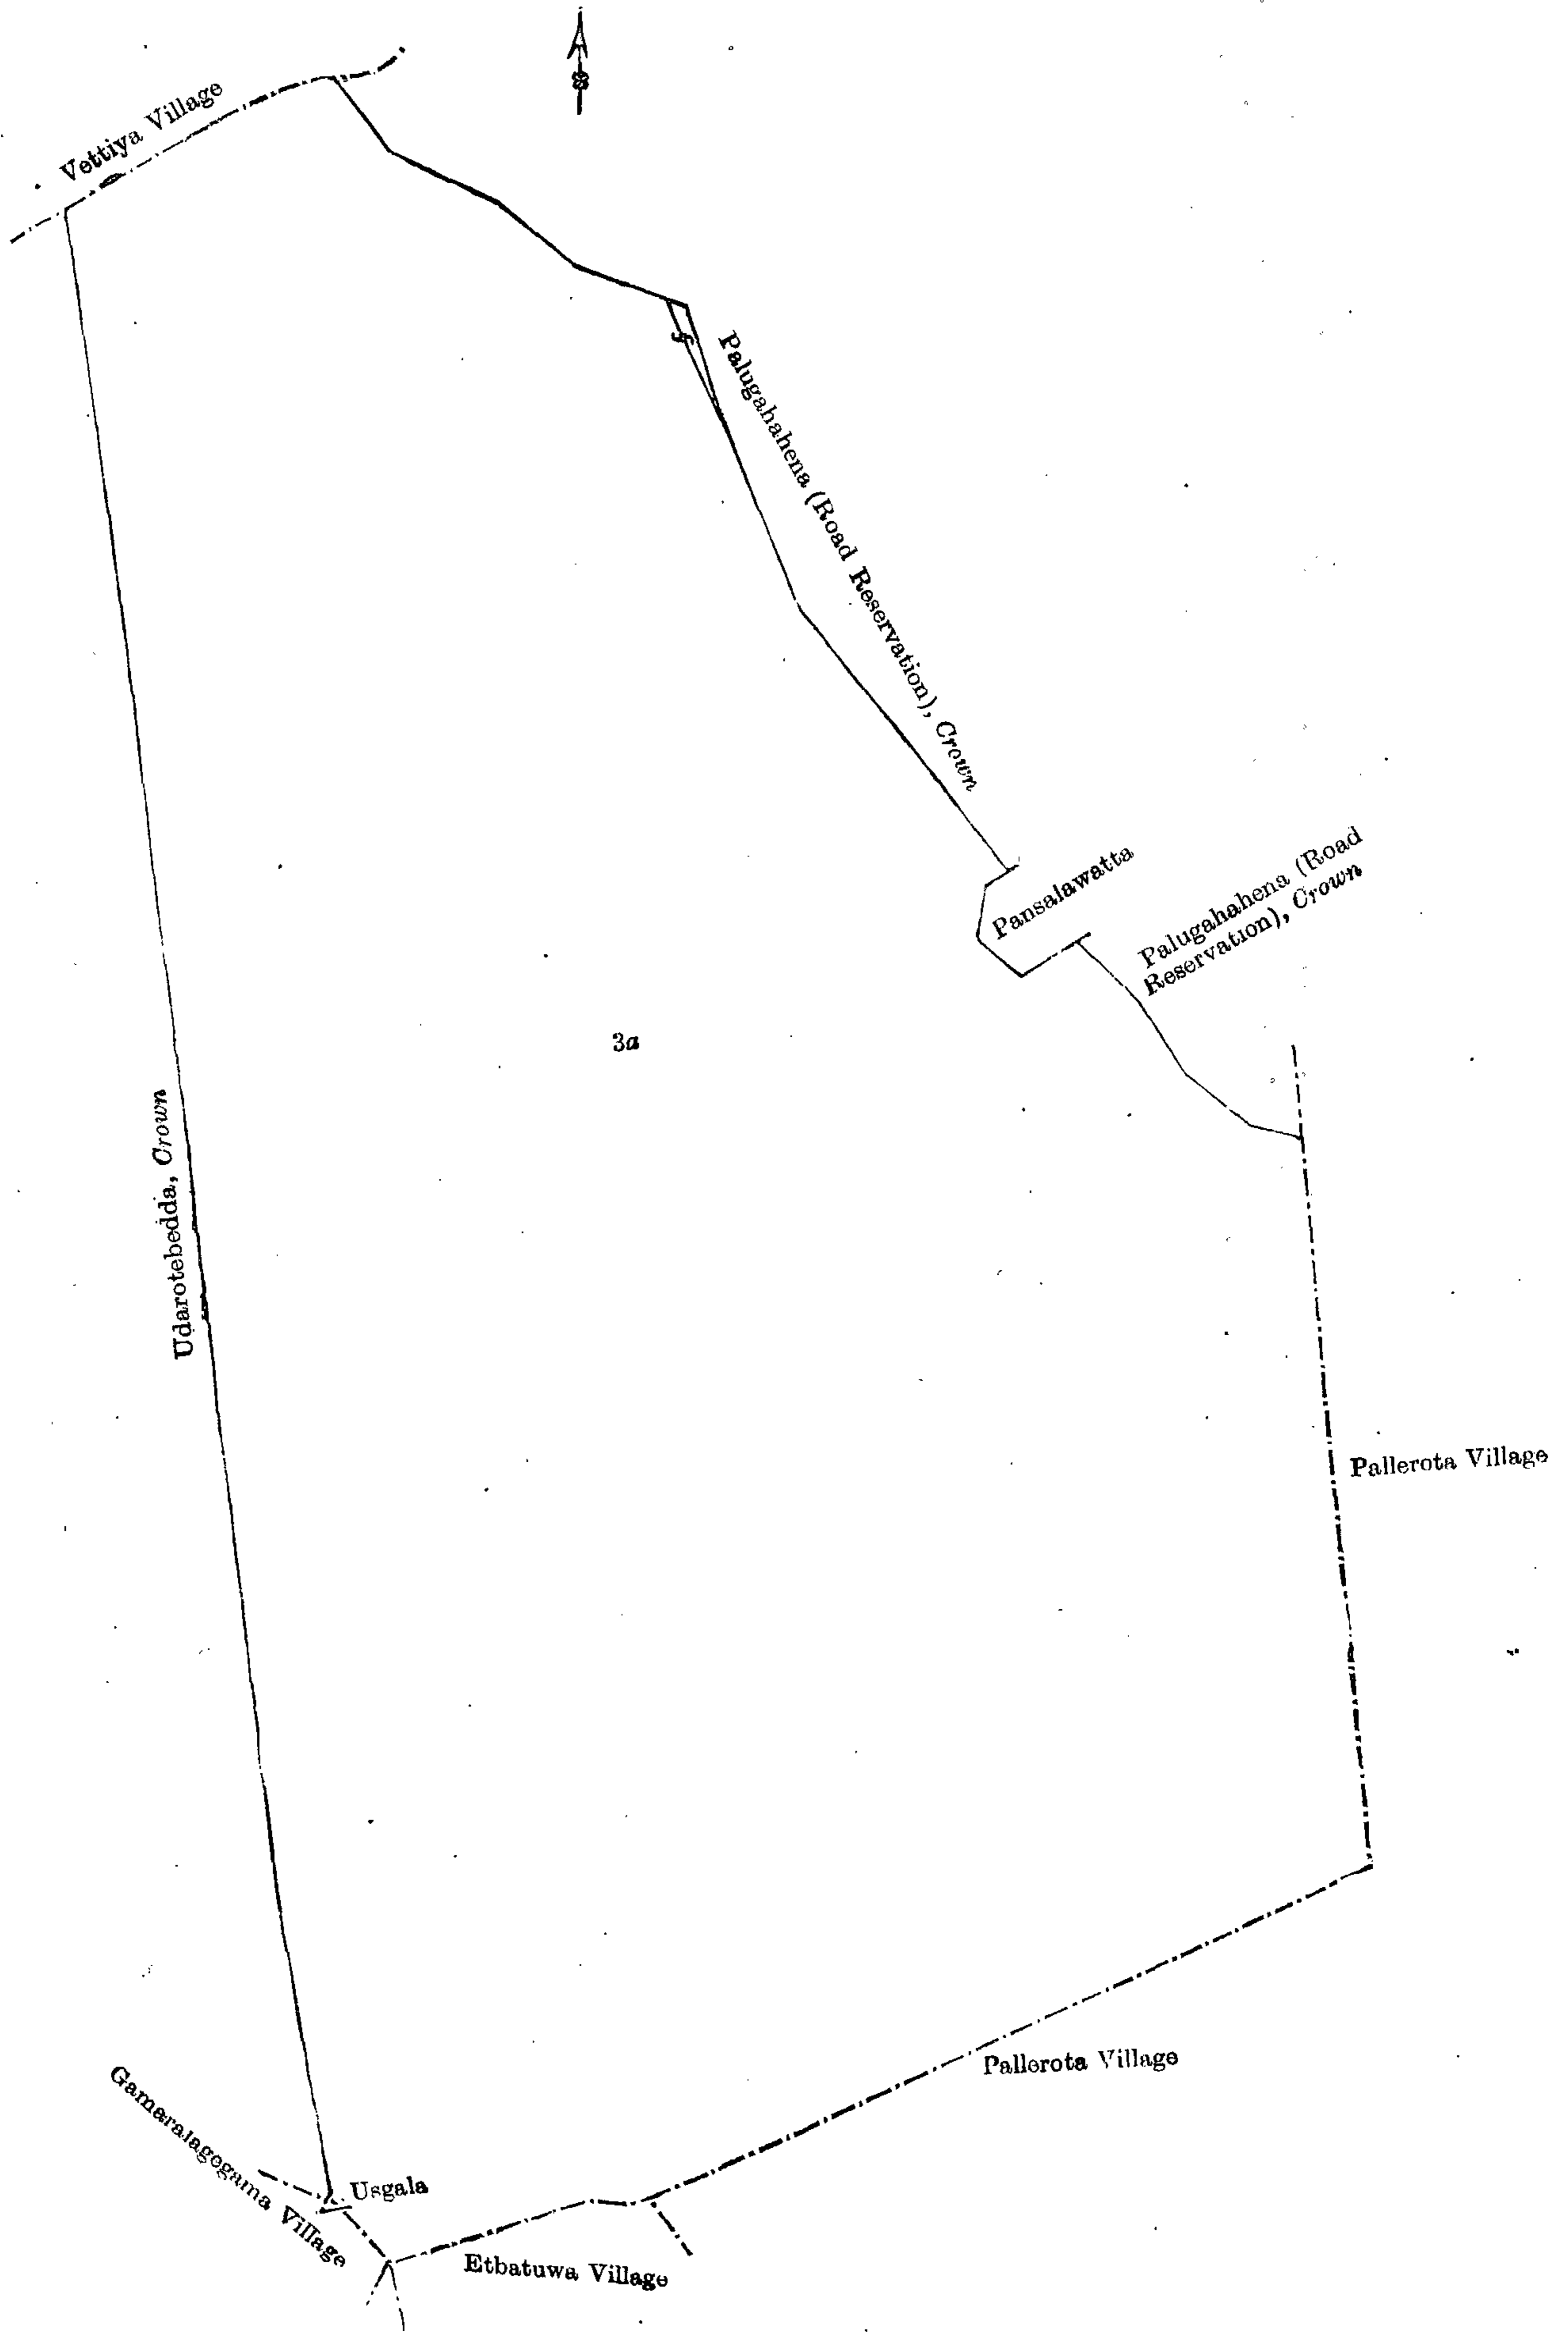 Vettiya Village
Palugahahena (Road Reservation), Crown
Pansalawatta
Palugahahena (Road
Reservation), Crown
3a
Udarotebedda, Crown
Pallerota Village
Pallerota Village
Gamaralagegama Village
Usgala
Etbatuwa Village